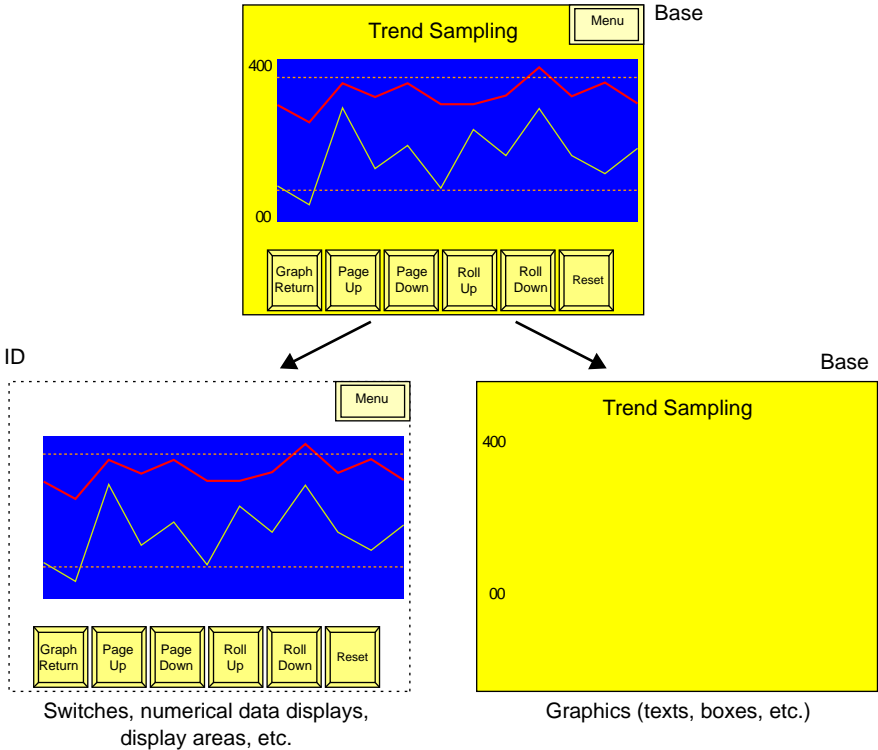 Trend Sampling
Menu
Base
400
00
Graph
Return
Page
Up
Page
Down
Roll
Up
Roll
Down
Reset
ID
Menu
Graph
Return
Page
Up
Page
Down
Roll
Up
Roll
Down
Reset
Switches, numerical data displays,
display areas, etc.
Base
Trend Sampling
400
00
Graphics (texts, boxes, etc.)